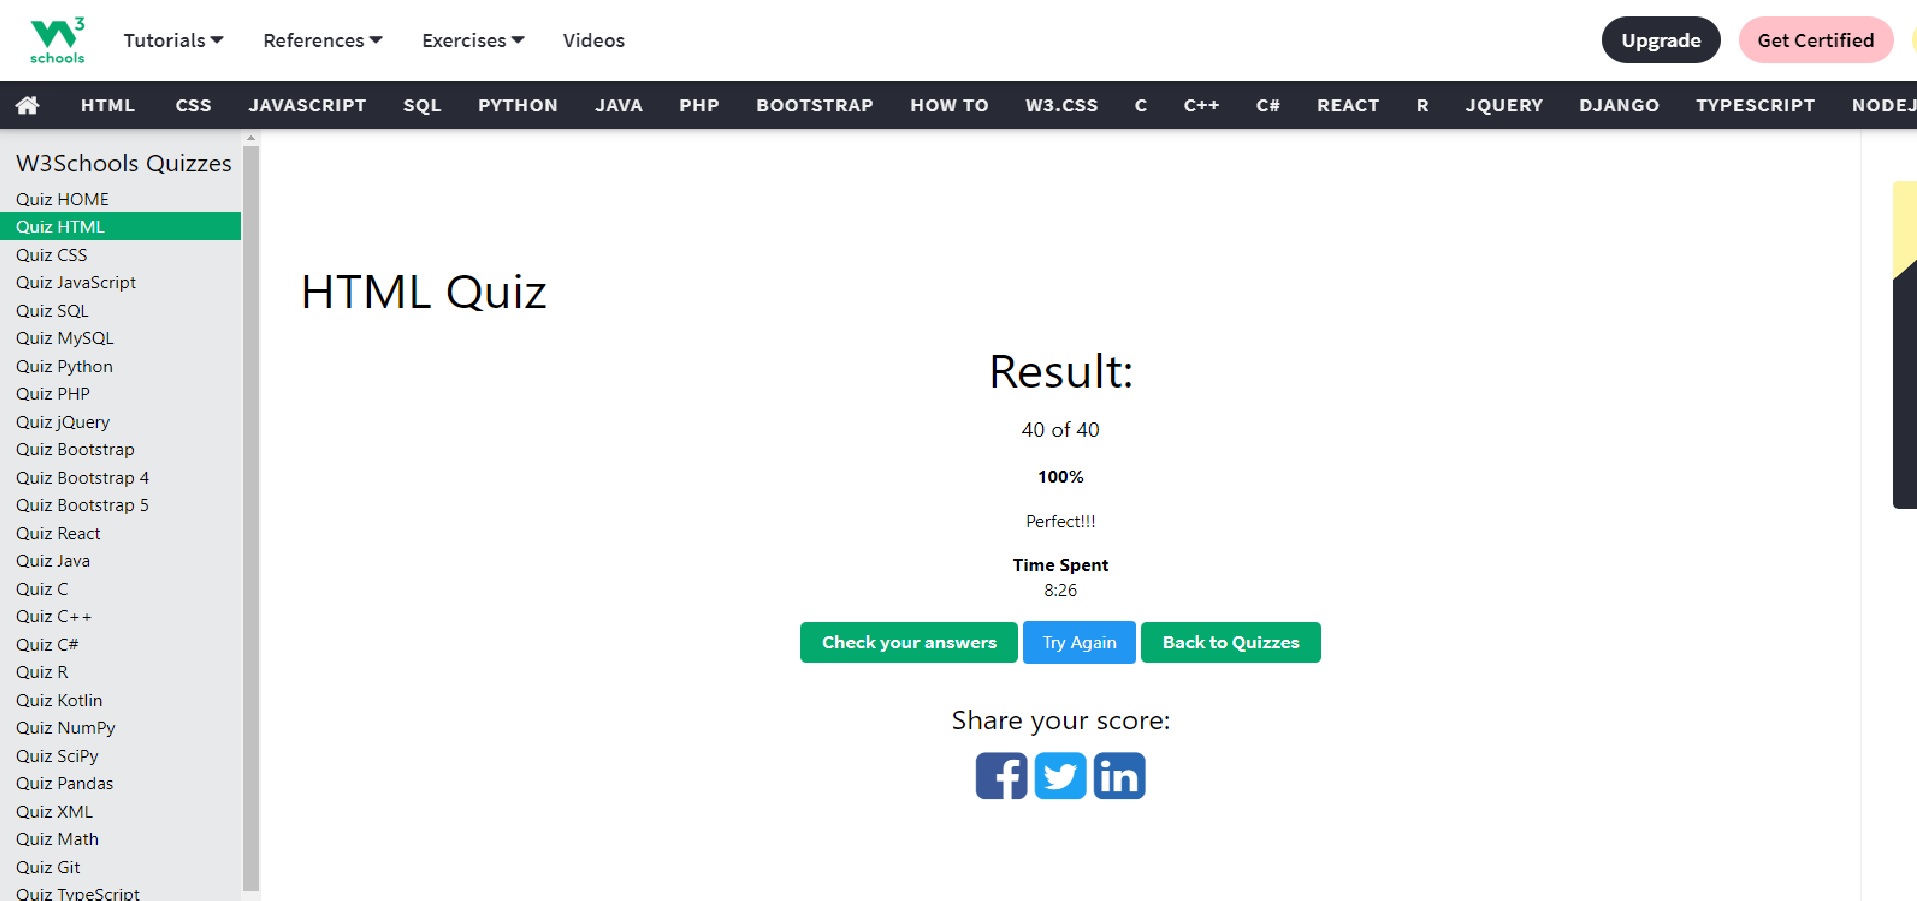 W3
schools
Tutorials
References
Exercises
Videos
Upgrade
Get Certified
HTML CSS JAVASCRIPT SQL PYTHON JAVA PHP BOOTSTRAP HOW TO W3.CSS C C++ C# REACT R JQUERY DJANGO TYPESCRIPT NODEJ
W3Schools Quizzes
Quiz HOME
Quiz HTML
Quiz CSS
Quiz JavaScript
Quiz SQL
Quiz MySQL
Quiz Python
Quiz PHP
Quiz jQuery
Quiz Bootstrap
Quiz Bootstrap 4
Quiz Bootstrap 5
Quiz React
Quiz Java
Quiz C
Quiz C++
Quiz C#
Quiz R
Quiz Kotlin
Quiz NumPy
Quiz SciPy
Quiz Pandas
Quiz XML
Quiz Math
Quiz Git
Quiz TypeScript
HTML Quiz
Result:
40 of 40
100%
Perfect!!!
Time Spent
8:26
Check your answers
Try Again
Back to Quizzes
Share your score:
f
in